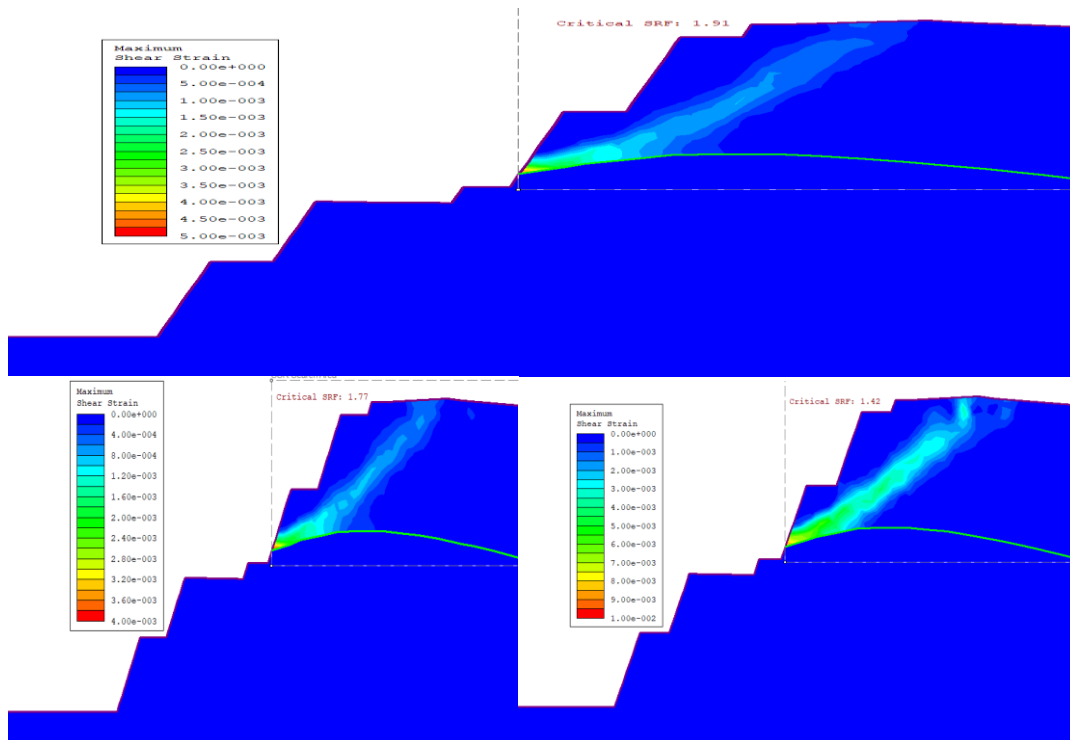 Critical SRF: 1.91
Maximum
Shear Strain
0.00e+000
5.00e-004
1.00e-003
1.50e-003
2.00e-003
2.50e-003
3.00e-003
3.50e-003
4.00e-003
4.50e-003
5.00e-003
Critical SRF: 1.77
Maximum
Shear Strain
0.00e+000
4.00e-004
8.00e-004
1.20e-003
1.60e-003
2.00e-003
2.40e-003
2.80e-003
3.20e-003
3.60e-003
4.00e-003
Critical SRF: 1.42
Maximum
Shear Strain
0.00e+000
1.00e-003
2.00e-003
3.00e-003
4.00e-003
5.00e-003
6.00e-003
7.00e-003
8.00e-003
9.00e-003
1.00e-002